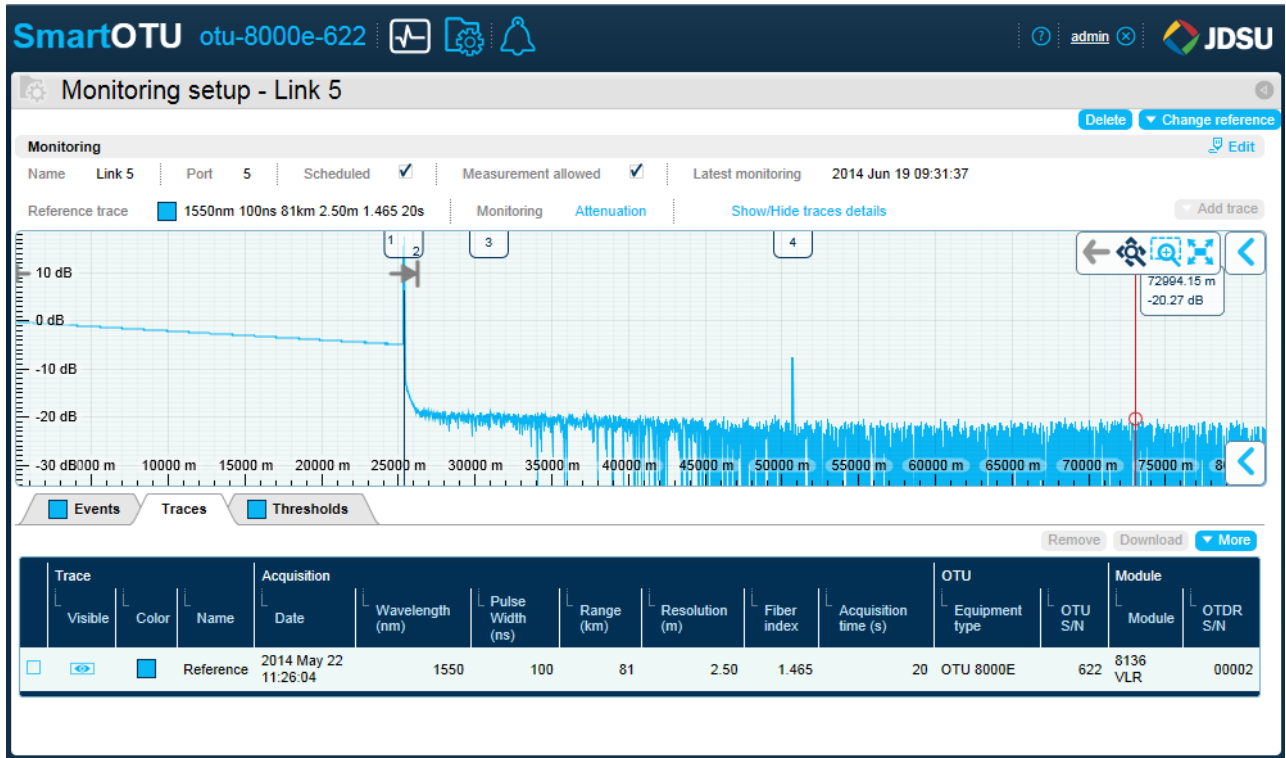 SmartOTU otu-8000e-622 admin JDSU
Monitoring setup - Link 5
Delete Change reference
Monitoring Edit
Name Link 5 Port 5 Scheduled Measurement allowed Latest monitoring 2014 Jun 19 09:31:37
Reference trace 1550nm 100ns 81km 2.50m 1.465 20s Monitoring Attenuation Show/Hide traces details Add trace
1 2 3 4
10 dB
72994.15 m
-20.27 dB
0 dB
-10 dB
-20 dB
-30 dB 10000 m 15000 m 20000 m 25000 m 30000 m 35000 m 40000 m 45000 m 50000 m 55000 m 60000 m 65000 m 70000 m 75000 m
Events Traces Thresholds
Remove Download More
Trace Acquisition OTU Module
Visible Color Name Date Wavelength (nm) Pulse Width (ns) Range (km) Resolution (m) Fiber index Acquisition time (s) Equipment type OTU S/N Module OTDR S/N
Reference 2014 May 22 11:26:04 1550 100 81 2.50 1.465 20 OTU 8000E 622 8136 VLR 00002